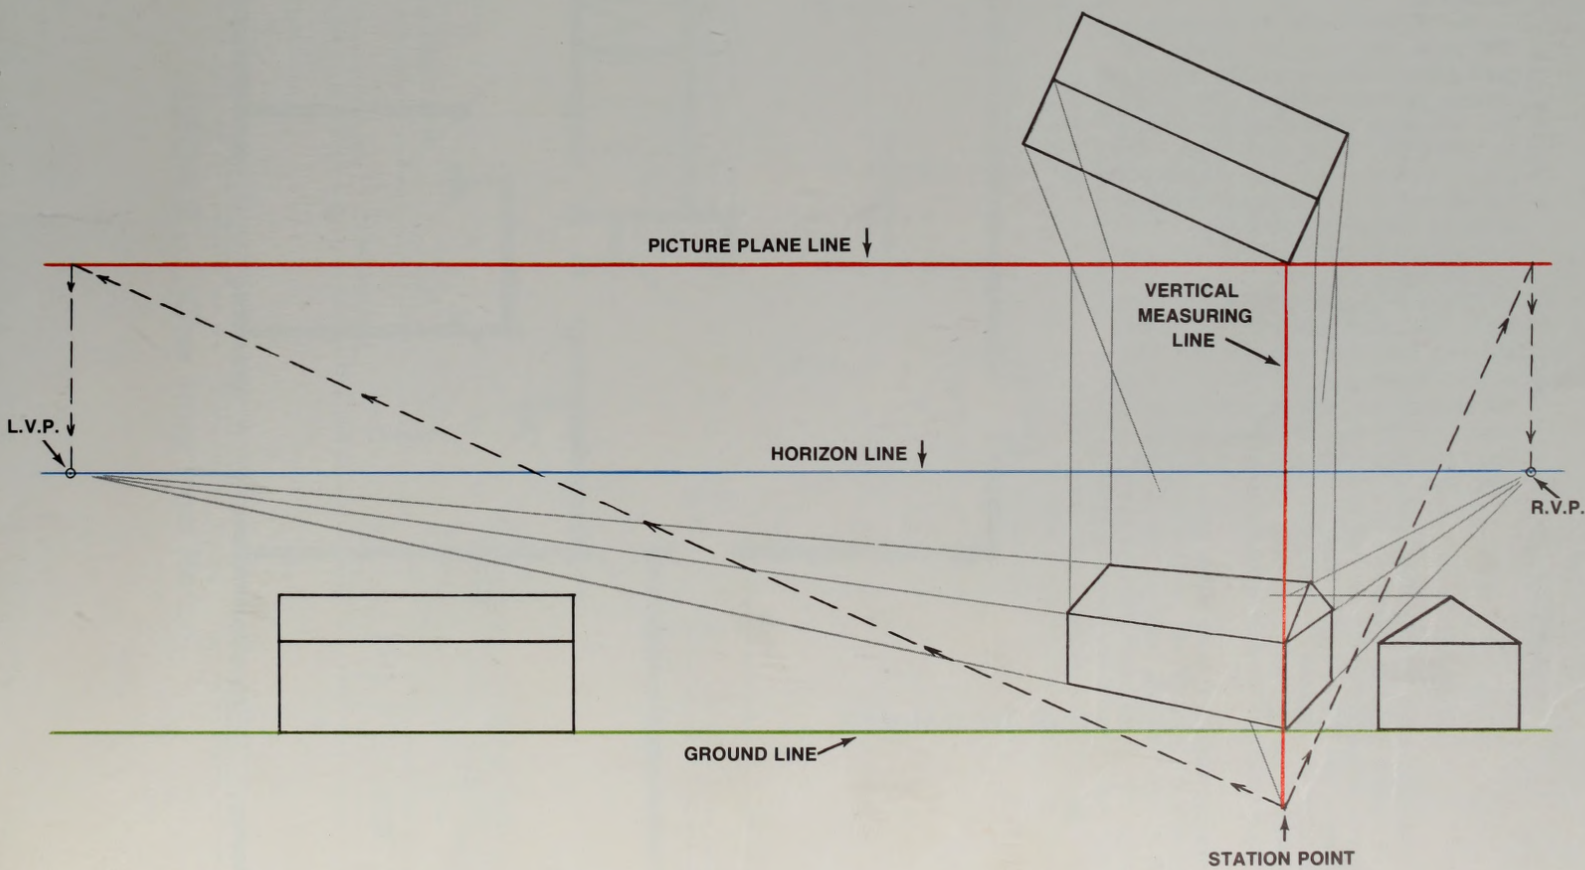 PICTURE PLANE LINE
VERTICAL
MEASURING
LINE
L.V.P.
HORIZON LINE
R.V.P.
GROUND LINE
STATION POINT